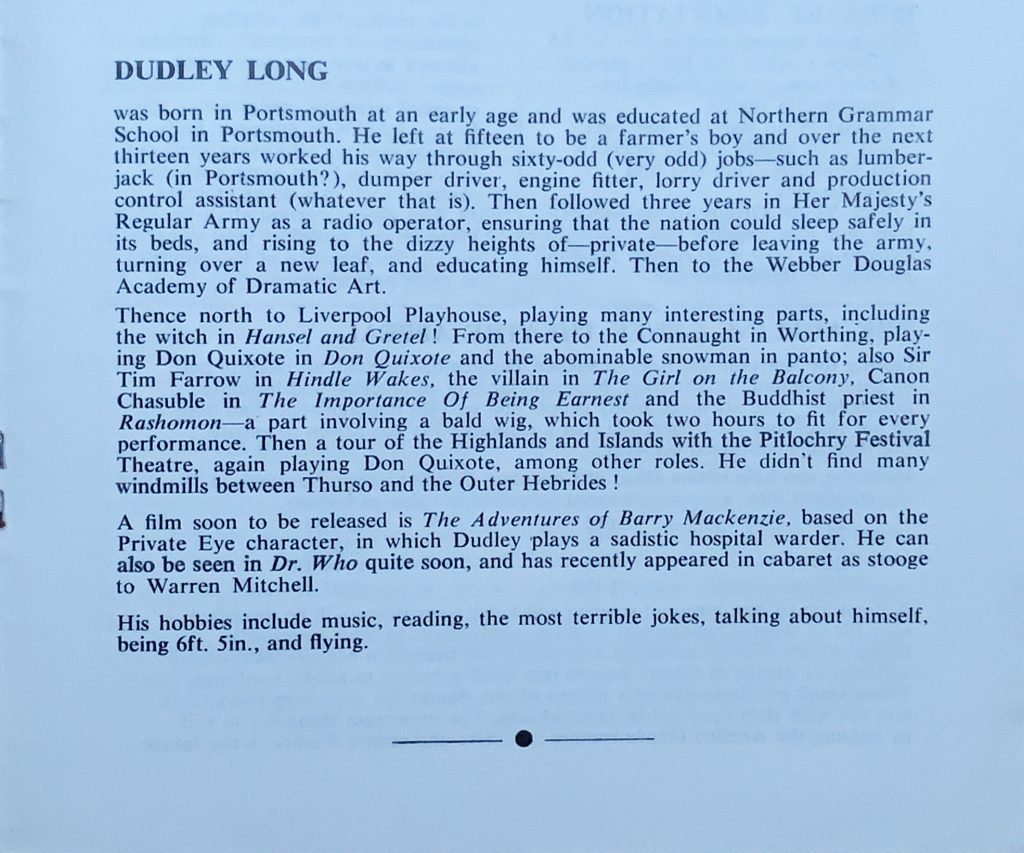 DUDLEY LONG
was born in Portsmouth at an early age and was educated at Northern Grammar
School in Portsmouth. He left at fifteen to be a farmer's boy and over the next
thirteen years worked his way through sixty-odd (very odd) jobs—such as lumber-
jack (in Portsmouth?), dumper driver, engine fitter, lorry driver and production
control assistant (whatever that is). Then followed three years in Her Majesty's
Regular Army as a radio operator, ensuring that the nation could sleep safely in
its beds, and rising to the dizzy heights of—private—before leaving the army,
turning over a new leaf, and educating himself. Then to the Webber Douglas
Academy of Dramatic Art.
Thence north to Liverpool Playhouse, playing many interesting parts, including
the witch in Hansel and Gretel! From there to the Connaught in Worthing, play-
ing Don Quixote in Don Quixote and the abominable snowman in panto; also Sir
Tim Farrow in Hindle Wakes, the villain in The Girl on the Balcony, Canon
Chasuble in The Importance Of Being Earnest and the Buddhist priest in
Rashomon—a part involving a bald wig, which took two hours to fit for every
performance. Then a tour of the Highlands and Islands with the Pitlochry Festival
Theatre, again playing Don Quixote, among other roles. He didn't find many
windmills between Thurso and the Outer Hebrides!
A film soon to be released is The Adventures of Barry Mackenzie, based on the
Private Eye character, in which Dudley plays a sadistic hospital warder. He can
also be seen in Dr. Who quite soon, and has recently appeared in cabaret as stooge
to Warren Mitchell.
His hobbies include music, reading, the most terrible jokes, talking about himself,
being 6ft. 5in., and flying.